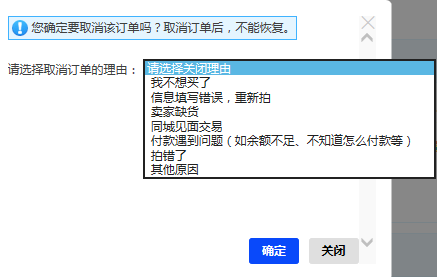 您确定要取消该订单吗？取消订单后，不能恢复。
请选择取消订单的理由：
请选择关闭理由
我不想买了
信息填写错误，重新拍
卖家缺货
同城见面交易
付款遇到问题（如余额不足、不知道怎么付款等）
拍错了
其他原因
确定 关闭